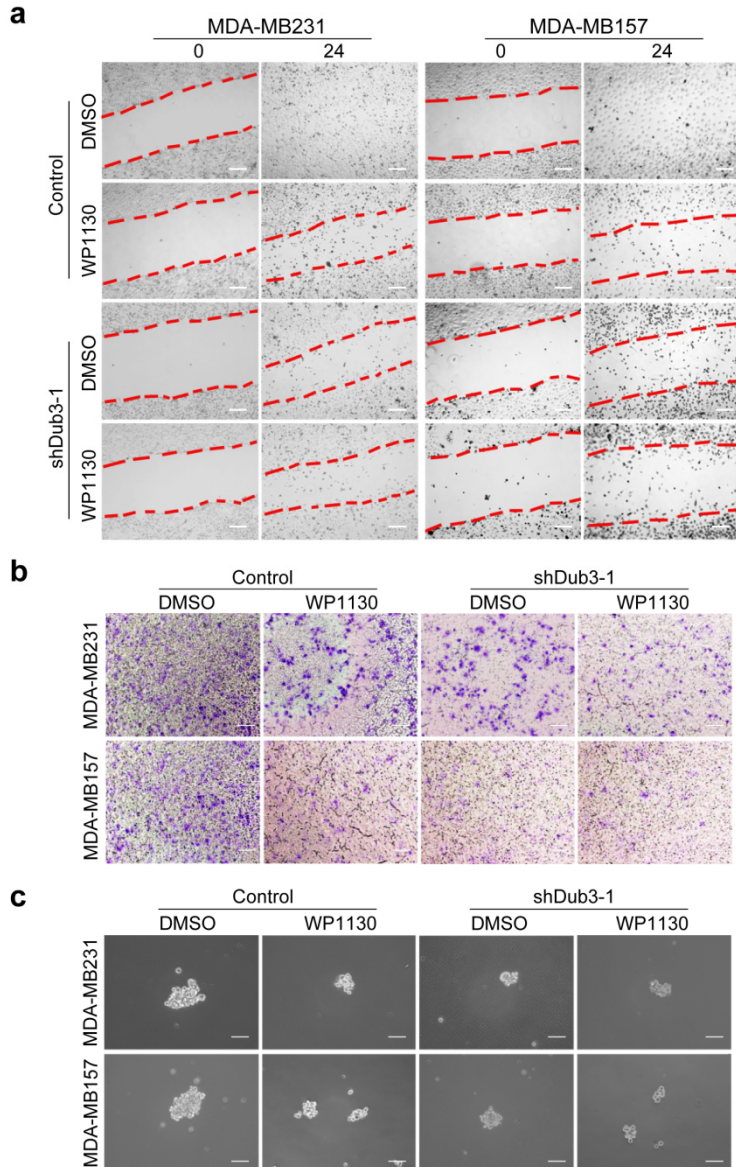 a
MDA-MB231 MDA-MB157
0 24 0 24
Control
DMSO
WP1130
shDub3-1
DMSO
WP1130
b
Control shDub3-1
DMSO WP1130 DMSO WP1130
MDA-MB231
MDA-MB157
c
Control shDub3-1
DMSO WP1130 DMSO WP1130
MDA-MB231
MDA-MB157